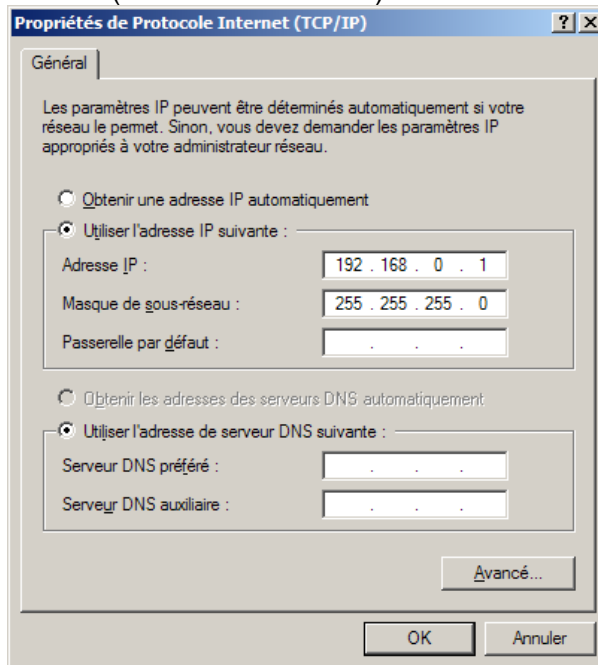 Propriétés de Protocole Internet (TCP/IP)
Général
Les paramètres IP peuvent être déterminés automatiquement si votre
réseau le permet. Sinon, vous devez demander les paramètres IP
appropriés à votre administrateur réseau.
Obtenir une adresse IP automatiquement
Utiliser l'adresse IP suivante :
Adresse IP : 192 . 168 . 0 . 1
Masque de sous-réseau : 255 . 255 . 255 . 0
Passerelle par défaut : . . .
Obtenir les adresses des serveurs DNS automatiquement
Utiliser l'adresse de serveur DNS suivante :
Serveur DNS préféré : . . .
Serveur DNS auxiliaire : . . .
Avancé...
OK Annuler